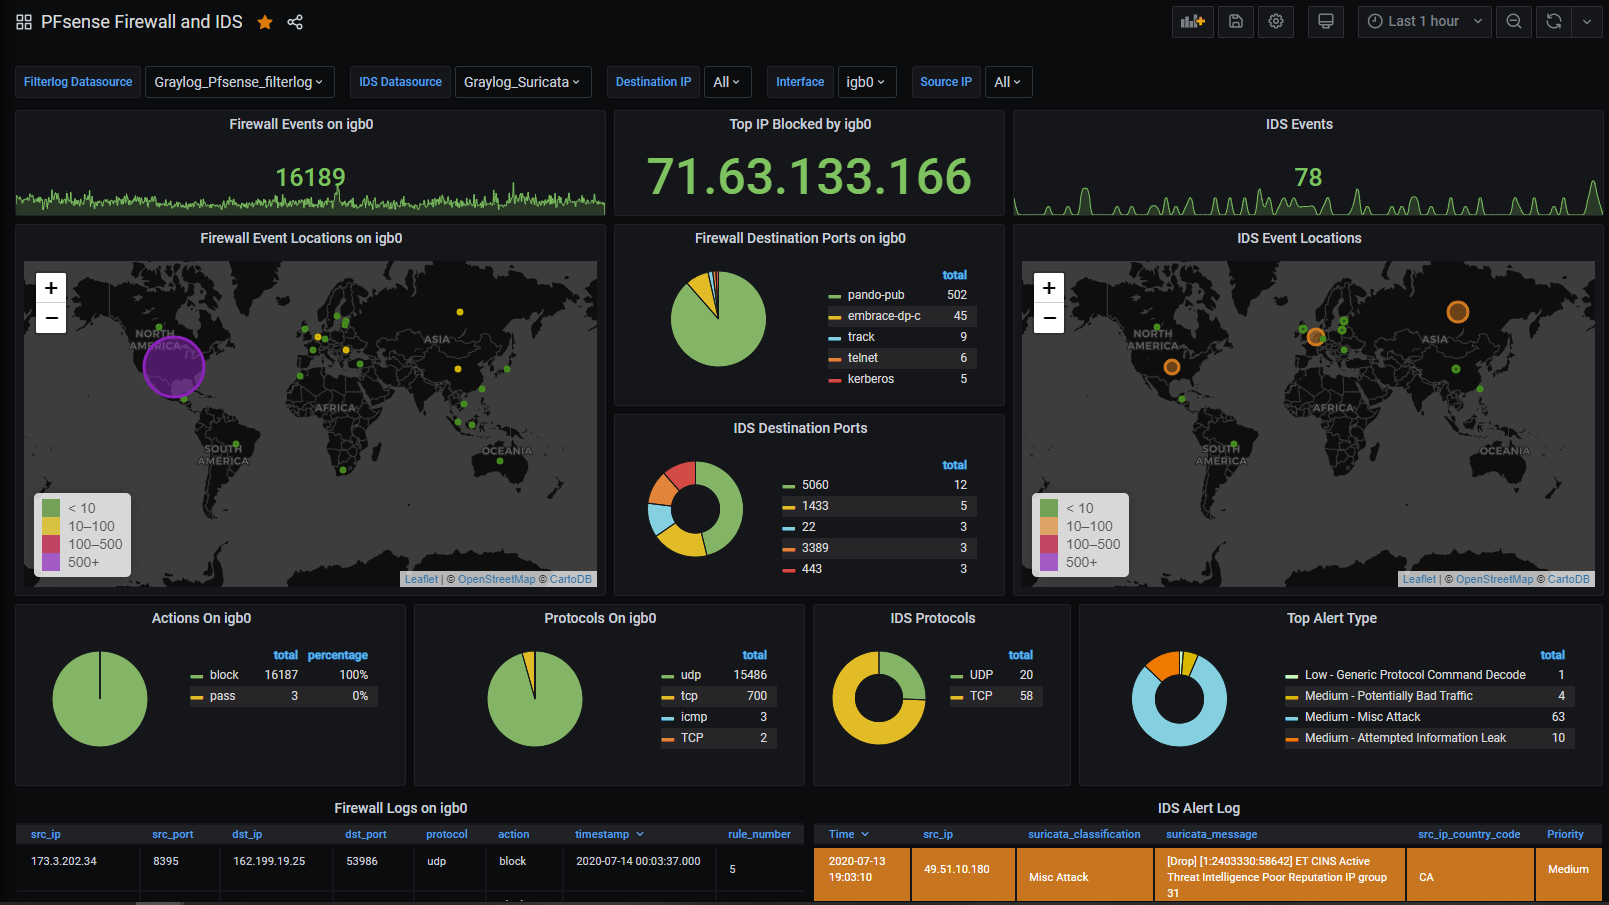 PFsense Firewall and IDS
Last 1 hour
Filterlog Datasource Graylog_Pfsense_filterlog IDS Datasource Graylog_Suricata Destination IP All Interface igb0 Source IP All
Firewall Events on igb0
16189
Top IP Blocked by igb0
71.63.133.166
IDS Events
78
Firewall Event Locations on igb0
+
−
NORTH
AMERICA
ASIA
AFRICA
SOUTH
AMERICA
OCEANIA
< 10
10–100
100–500
500+
Leaflet | © OpenStreetMap © CartoDB
Firewall Destination Ports on igb0
total
pando-pub 502
embrace-dp-c 45
track 9
telnet 6
kerberos 5
IDS Destination Ports
total
5060 12
1433 5
22 3
3389 3
443 3
IDS Event Locations
+
−
NORTH
AMERICA
ASIA
AFRICA
SOUTH
AMERICA
OCEANIA
< 10
10–100
100–500
500+
Leaflet | © OpenStreetMap © CartoDB
Actions On igb0
total percentage
block 16187 100%
pass 3 0%
Protocols On igb0
total
udp 15486
tcp 700
icmp 3
TCP 2
IDS Protocols
total
UDP 20
TCP 58
Top Alert Type
total
Low - Generic Protocol Command Decode 1
Medium - Potentially Bad Traffic 4
Medium - Misc Attack 63
Medium - Attempted Information Leak 10
Firewall Logs on igb0
src_ip src_port dst_ip dst_port protocol action timestamp rule_number
173.3.202.34 8395 162.199.19.25 53986 udp block 2020-07-14 00:03:37.000 5
IDS Alert Log
Time src_ip suricata_classification suricata_message src_ip_country_code Priority
2020-07-13
19:03:10
49.51.10.180
Misc Attack
[Drop] [1:2403330:58642] ET CINS Active
Threat Intelligence Poor Reputation IP group
31
CA
Medium